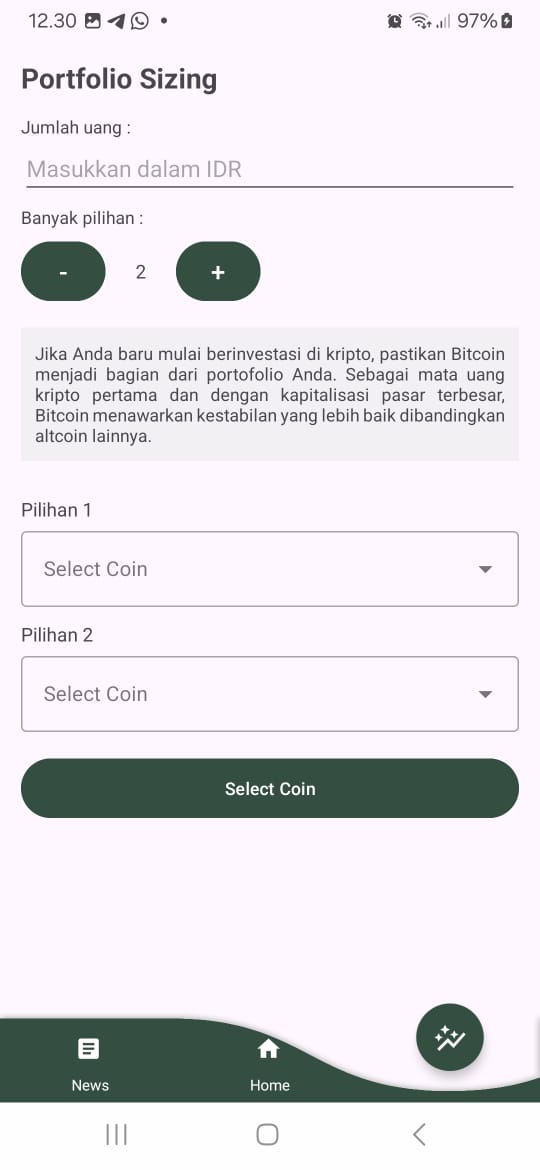 12.30
97%
Portfolio Sizing
Jumlah uang :
Masukkan dalam IDR
Banyak pilihan :
- 2 +
Jika Anda baru mulai berinvestasi di kripto, pastikan Bitcoin
menjadi bagian dari portofolio Anda. Sebagai mata uang
kripto pertama dan dengan kapitalisasi pasar terbesar,
Bitcoin menawarkan kestabilan yang lebih baik dibandingkan
altcoin lainnya.
Pilihan 1
Select Coin
Pilihan 2
Select Coin
Select Coin
News
Home